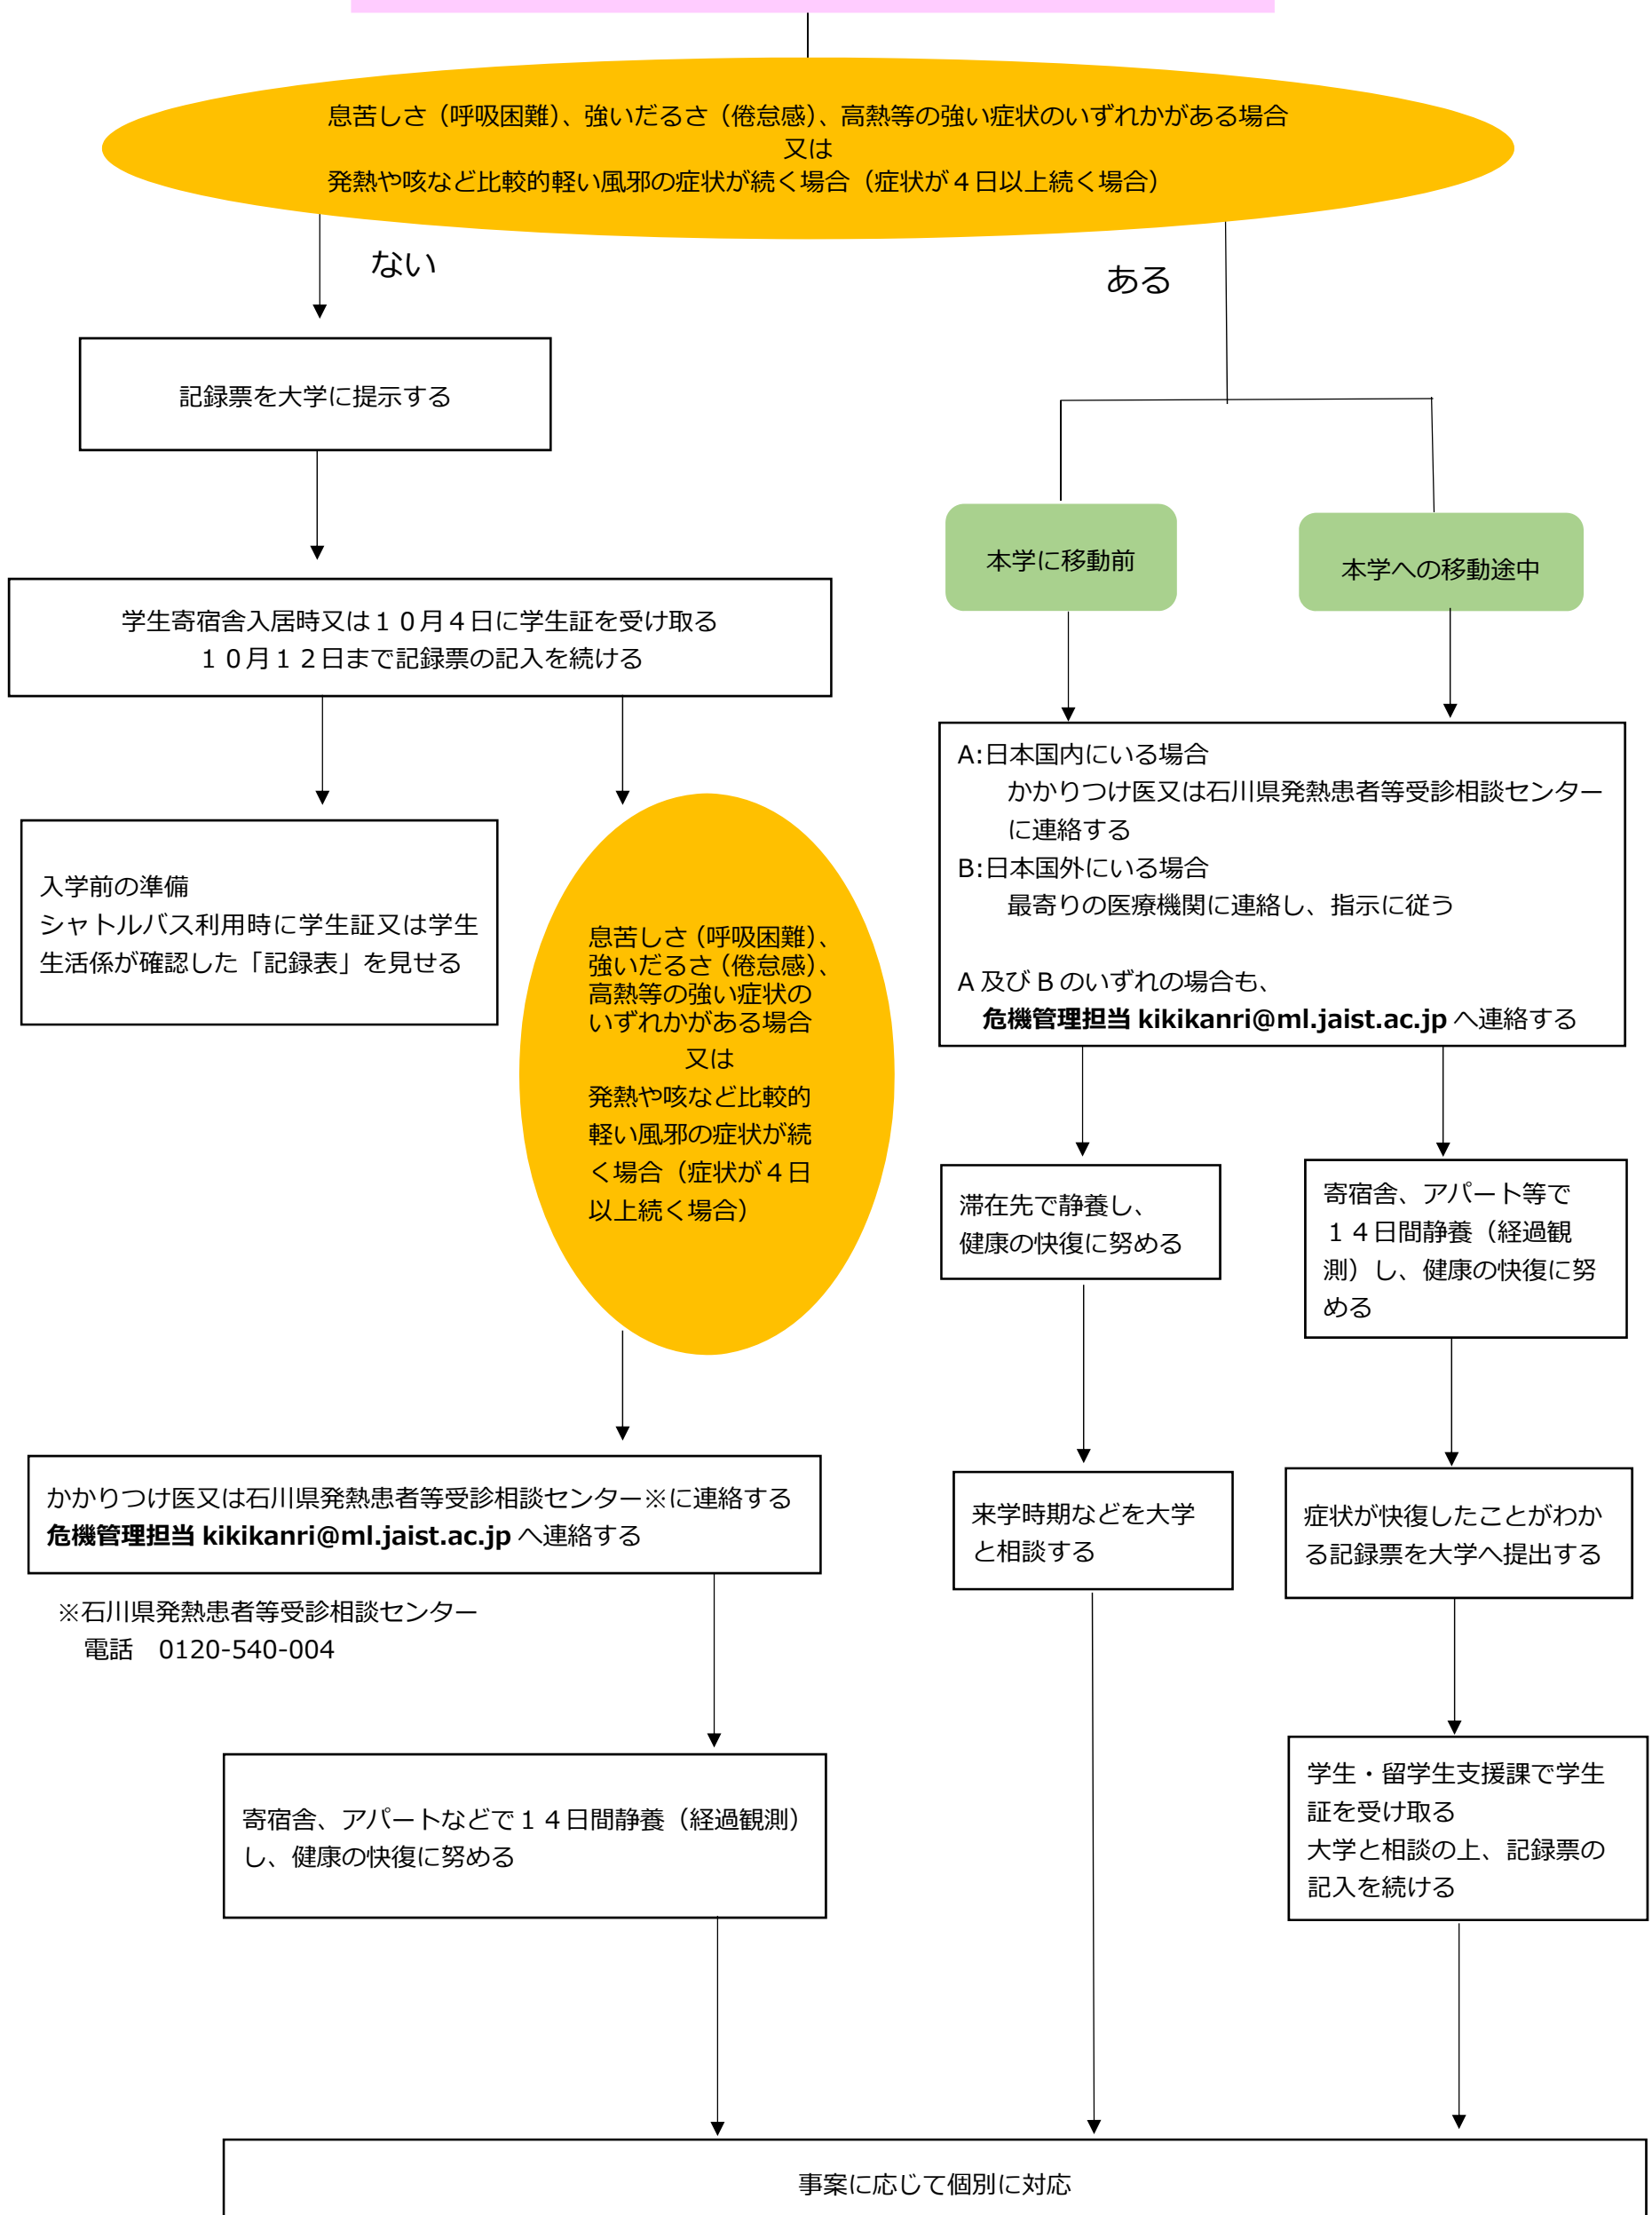 息苦しさ（呼吸困難）、強いだるさ（倦怠感）、高熱等の強い症状のいずれかがある場合
又は
発熱や咳など比較的軽い風邪の症状が続く場合（症状が４日以上続く場合）
ない
ある
記録票を大学に提示する
本学に移動前
本学への移動途中
学生寄宿舎入居時又は１０月４日に学生証を受け取る
１０月１２日まで記録票の記入を続ける
A:日本国内にいる場合
かかりつけ医又は石川県発熱患者等受診相談センター
に連絡する
B:日本国外にいる場合
最寄りの医療機関に連絡し、指示に従う
A 及び B のいずれの場合も、
危機管理担当 kikikanri@ml.jaist.ac.jp へ連絡する
入学前の準備
シャトルバス利用時に学生証又は学生
生活係が確認した「記録表」を見せる
息苦しさ（呼吸困難）、
強いだるさ（倦怠感）、
高熱等の強い症状の
いずれかがある場合
又は
発熱や咳など比較的
軽い風邪の症状が続
く場合（症状が４日
以上続く場合）
滞在先で静養し、
健康の快復に努める
寄宿舎、アパート等で
１４日間静養（経過観
測）し、健康の快復に努
める
かかりつけ医又は石川県発熱患者等受診相談センター※に連絡する
危機管理担当 kikikanri@ml.jaist.ac.jp へ連絡する
※石川県発熱患者等受診相談センター
電話　0120-540-004
来学時期などを大学
と相談する
症状が快復したことがわか
る記録票を大学へ提出する
寄宿舎、アパートなどで１４日間静養（経過観測）
し、健康の快復に努める
学生・留学生支援課で学生
証を受け取る
大学と相談の上、記録票の
記入を続ける
事案に応じて個別に対応